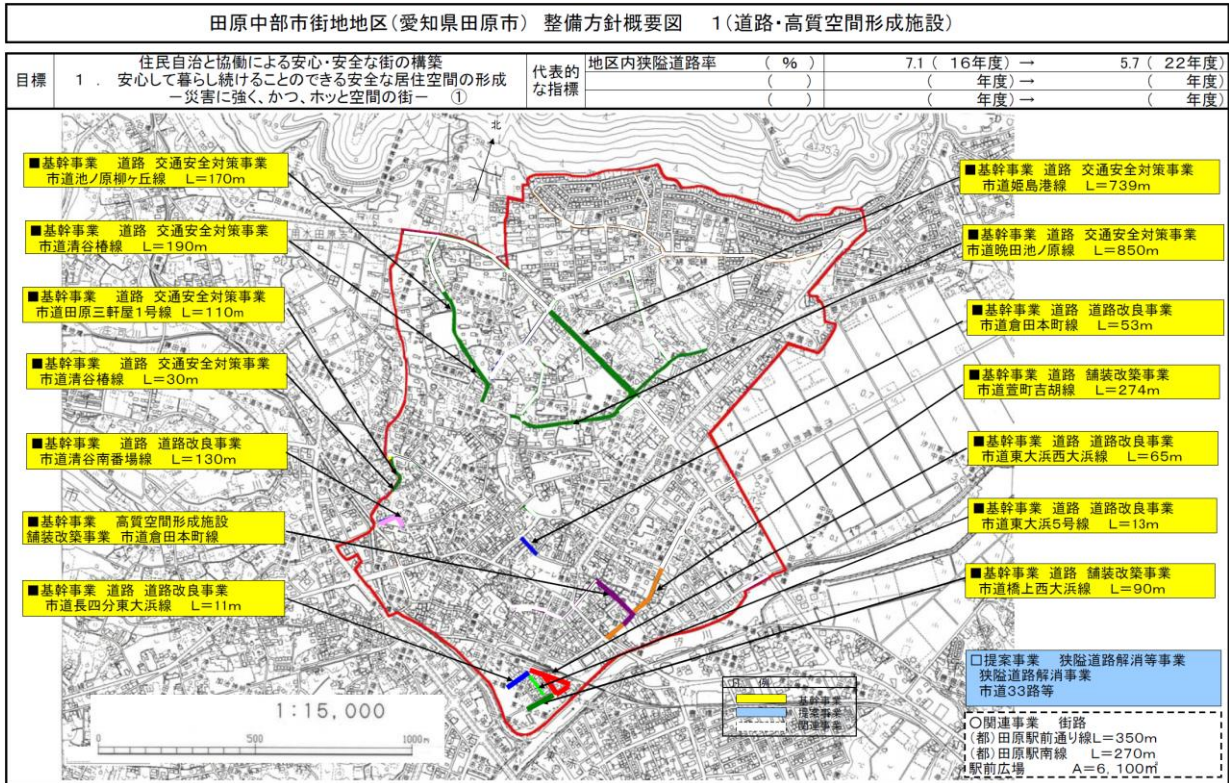 田原中部市街地地区(愛知県田原市) 整備方針概要図 1(道路・高質空間形成施設)
目標
住民自治と協働による安心・安全な街の構築
1 . 安心して暮らし続けることのできる安全な居住空間の形成
－災害に強く、かつ、ホッと空間の街－ ①
代表的
な指標
地区内狭隘道路率 ( % ) 7.1 ( 16年度) → 5.7 ( 22年度)
( ) ( 年度) → ( 年度)
( ) ( 年度) → ( 年度)
■基幹事業 道路 交通安全対策事業
市道池ノ原柳ヶ丘線 L=170m
■基幹事業 道路 交通安全対策事業
市道清谷椿線 L=190m
■基幹事業 道路 交通安全対策事業
市道田原三軒屋1号線 L=110m
■基幹事業 道路 交通安全対策事業
市道清谷椿線 L=30m
■基幹事業 道路 道路改良事業
市道清谷南番場線 L=130m
■基幹事業 高質空間形成施設
舗装改築事業 市道倉田本町線
■基幹事業 道路 道路改良事業
市道長四分東大浜線 L=11m
北
■基幹事業 道路 交通安全対策事業
市道姫島港線 L=739m
■基幹事業 道路 交通安全対策事業
市道晩田池ノ原線 L=850m
■基幹事業 道路 道路改良事業
市道倉田本町線 L=53m
■基幹事業 道路 舗装改築事業
市道萱町吉胡線 L=274m
■基幹事業 道路 道路改良事業
市道東大浜西大浜線 L=65m
■基幹事業 道路 道路改良事業
市道東大浜5号線 L=13m
■基幹事業 道路 舗装改築事業
市道橋上西大浜線 L=90m
□提案事業 狭隘道路解消等事業
狭隘道路解消事業
市道33路等
○関連事業 街路
(都)田原駅前通り線L=350m
(都)田原駅南線 L=270m
駅前広場 A=6,100㎡
凡 例
基幹事業
提案事業
関連事業
汐川
1:15,000
0 500 1000m